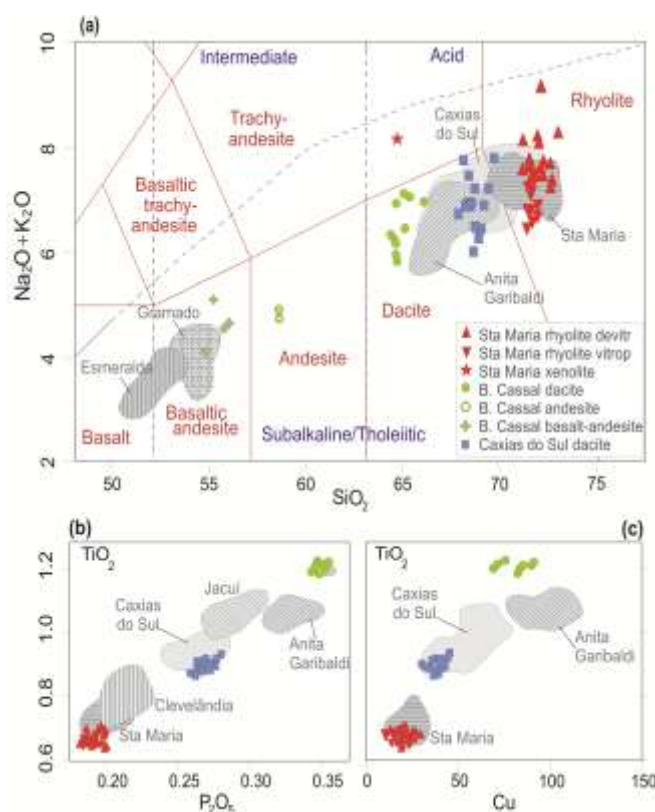 (a)
10
8
6
4
2
Na2O+K2O
Intermediate
Acid
Trachy-
andesite
Caxias
do Sul
Rhyolite
Basaltic
trachy-
andesite
Sta Maria
Anita
Garibaldi
Gramado
Dacite
Esmeralda
Andesite
Basalt
Basaltic
andesite
Subalkaline/Tholeiitic
Sta Maria rhyolite devitr
Sta Maria rhyolite vitrop
Sta Maria xenolite
B. Cassal dacite
B. Cassal andesite
B. Cassal basalt-andesite
Caxias do Sul dacite
50 55 60 65 70 75
SiO2
(b)
TiO2
1.2
1.0
0.8
0.6
Jacuí
Caxias
do Sul
Anita
Garibaldi
Clevelândia
Sta Maria
0.20 0.25 0.30 0.35
P2O5
(c)
TiO2
Caxias
do Sul
Anita
Garibaldi
Sta Maria
0 50 100 150
Cu